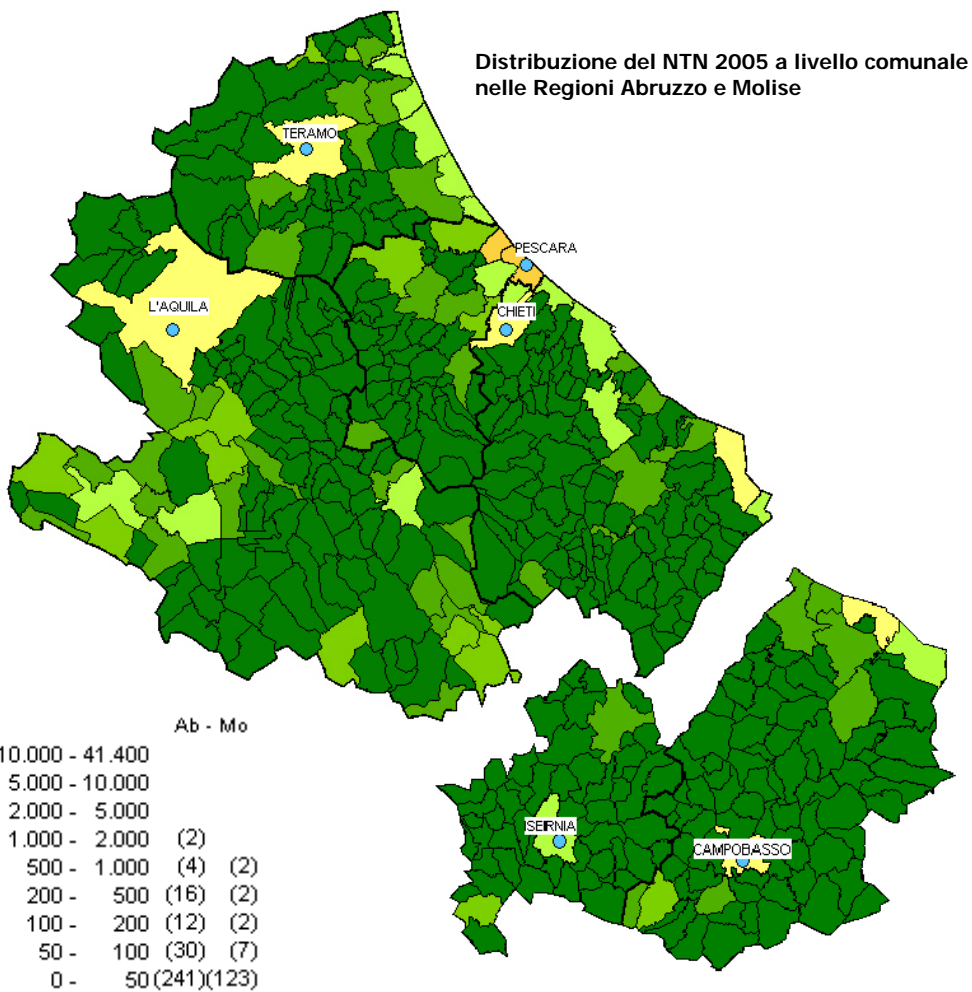 Distribuzione del NTN 2005 a livello comunale
nelle Regioni Abruzzo e Molise
TERAMO
PESCARA
L'AQUILA
CHIETI
Ab - Mo
10.000 - 41.400
5.000 - 10.000
2.000 - 5.000
1.000 - 2.000 (2)
500 - 1.000 (4) (2)
200 - 500 (16) (2)
100 - 200 (12) (2)
50 - 100 (30) (7)
0 - 50 (241)(123)
SEIRNIA
CAMPOBASSO